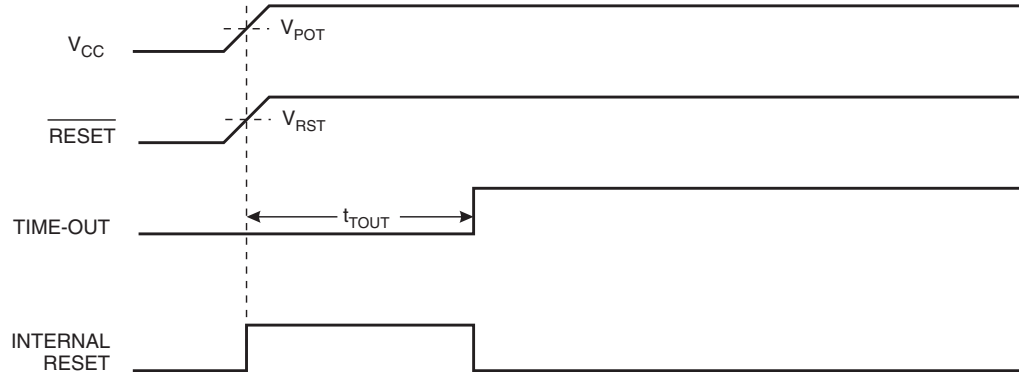 V_CC
V_POT
RESET
V_RST
TIME-OUT
t_TOUT
INTERNAL
RESET